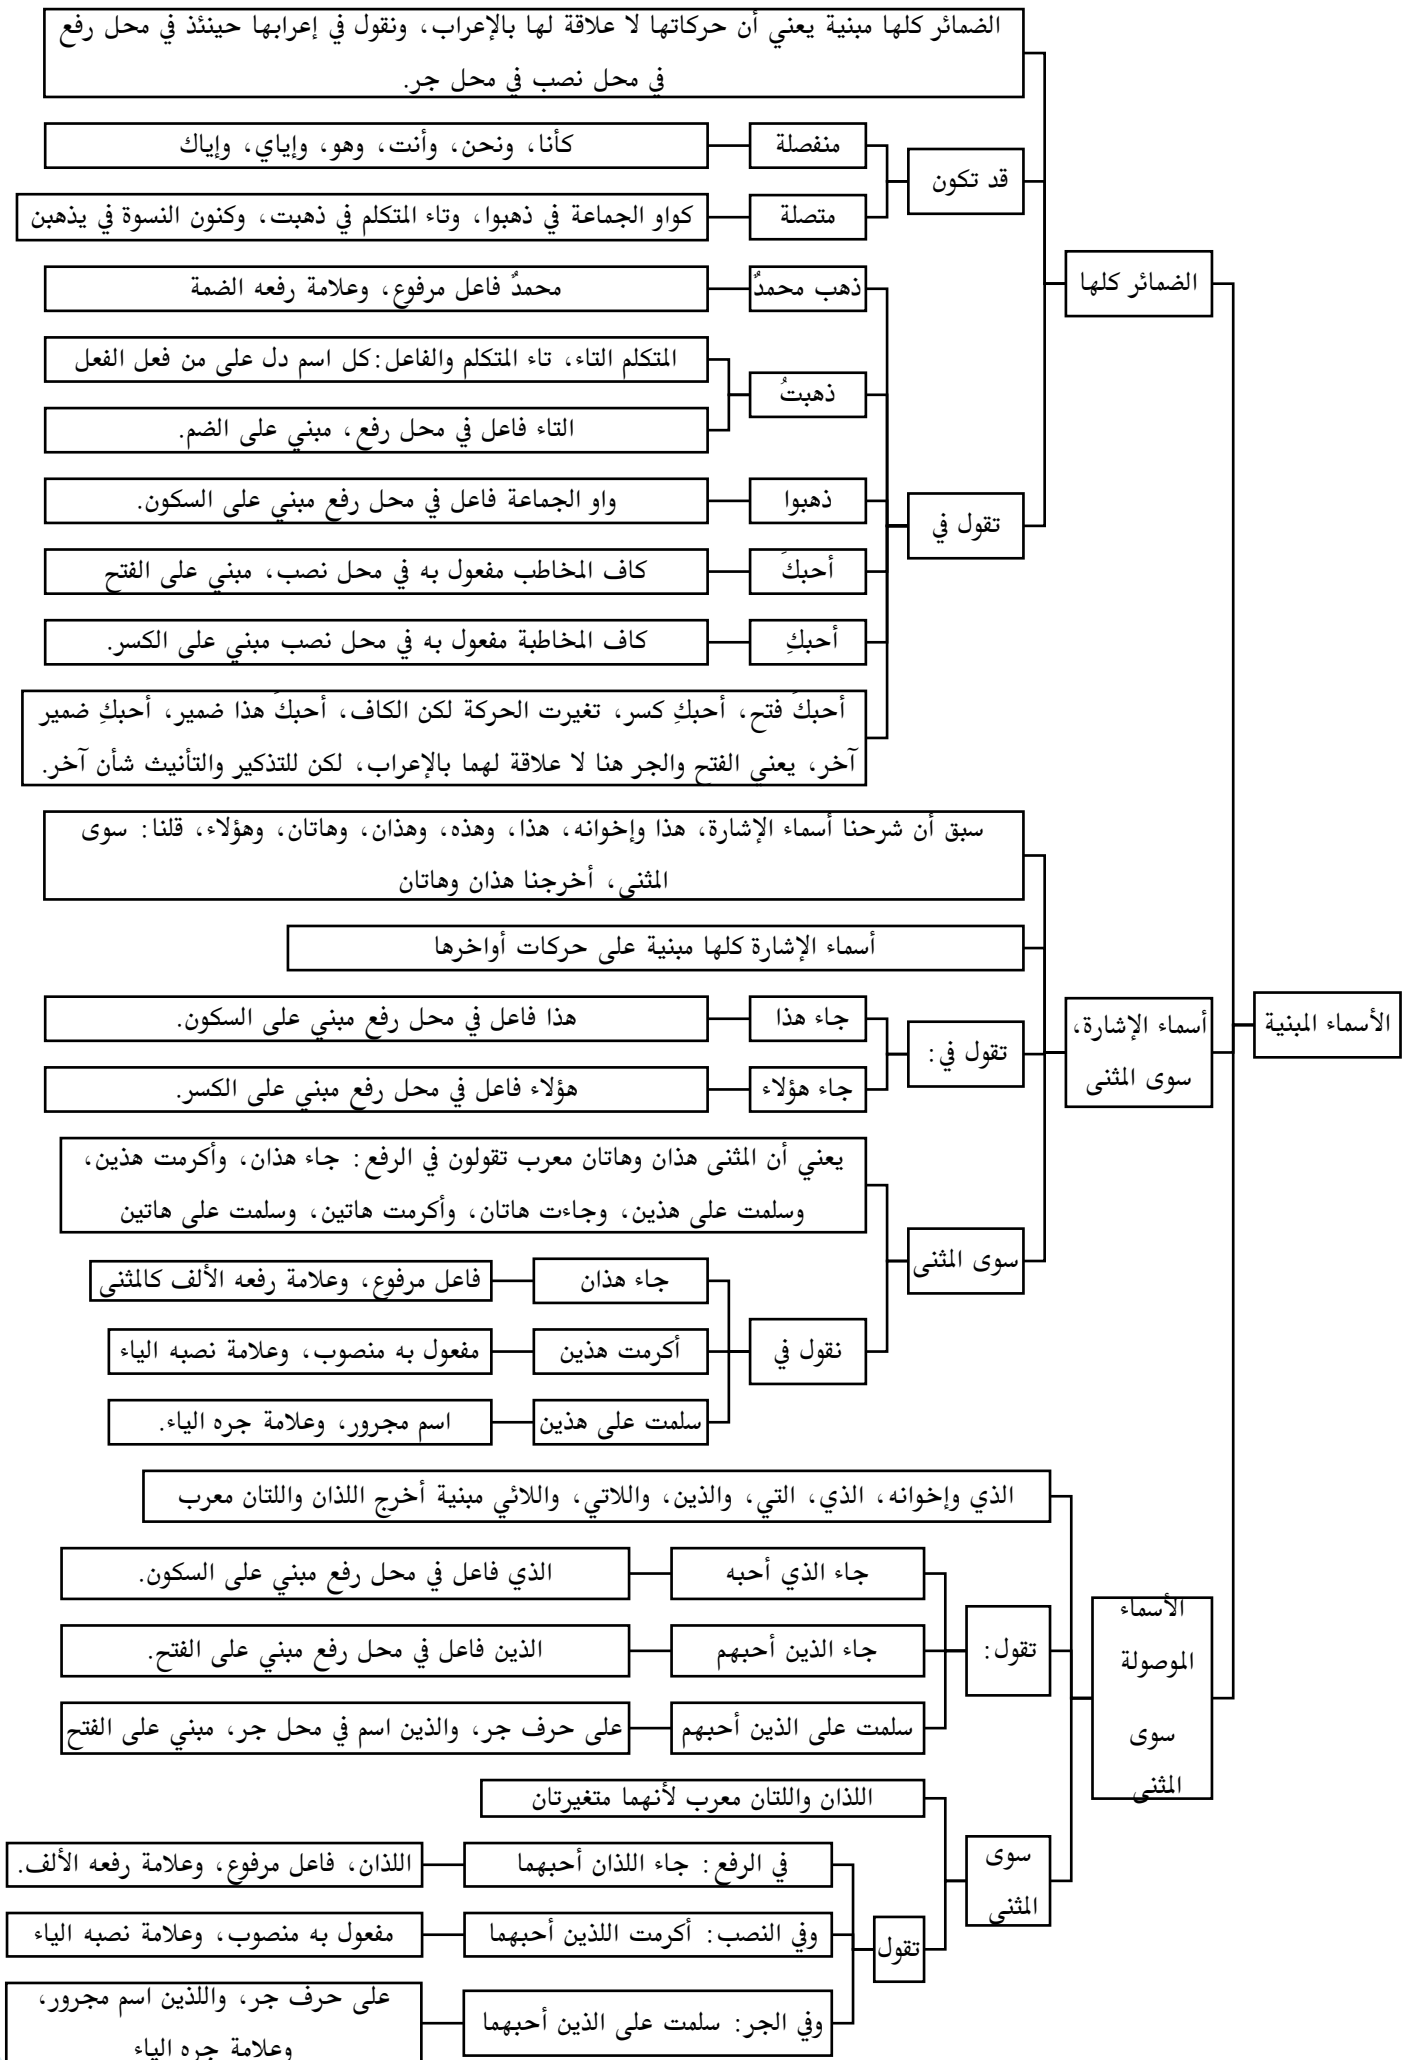 الأسماء المبنية
الضمائر كلها
الضمائر كلها مبنية يعني أن حركاتها لا علاقة لها بالإعراب، ونقول في إعرابها حينئذ في محل رفع
في محل نصب في محل جر.
قد تكون
منفصلة
كأنا، ونحن، وأنت، وهو، وإياي، وإياك
متصلة
كواو الجماعة في ذهبوا، وتاء المتكلم في ذهبت، وكنون النسوة في يذهبن
تقول في
ذهب محمدٌ
محمدٌ فاعل مرفوع، وعلامة رفعه الضمة
ذهبتُ
المتكلم التاء، تاء المتكلم والفاعل: كل اسم دل على من فعل الفعل
التاء فاعل في محل رفع، مبني على الضم.
ذهبوا
واو الجماعة فاعل في محل رفع مبني على السكون.
أحبكَ
كاف المخاطب مفعول به في محل نصب، مبني على الفتح
أحبكِ
كاف المخاطبة مفعول به في محل نصب مبني على الكسر.
أحبكَ فتح، أحبكِ كسر، تغيرت الحركة لكن الكاف، أحبكَ هذا ضمير، أحبكِ ضمير
آخر، يعني الفتح والجر هنا لا علاقة لهما بالإعراب، لكن للتذكير والتأنيث شأن آخر.
أسماء الإشارة،
سوى المثنى
سبق أن شرحنا أسماء الإشارة، هذا وإخوانه، هذا، وهذه، وهذان، وهاتان، وهؤلاء، قلنا: سوى
المثنى، أخرجنا هذان وهاتان
أسماء الإشارة كلها مبنية على حركات أواخرها
تقول في:
جاء هذا
هذا فاعل في محل رفع مبني على السكون.
جاء هؤلاء
هؤلاء فاعل في محل رفع مبني على الكسر.
سوى المثنى
يعني أن المثنى هذان وهاتان معرب تقولون في الرفع: جاء هذان، وأكرمت هذين،
وسلمت على هذين، وجاءت هاتان، وأكرمت هاتين، وسلمت على هاتين
نقول في
جاء هذان
فاعل مرفوع، وعلامة رفعه الألف كالمثنى
أكرمت هذين
مفعول به منصوب، وعلامة نصبه الياء
سلمت على هذين
اسم مجرور، وعلامة جره الياء.
الأسماء
الموصولة
سوى
المثنى
الذي وإخوانه، الذي، التي، والذين، واللاتي، واللائي مبنية أخرج اللذان واللتان معرب
تقول:
جاء الذي أحبه
الذي فاعل في محل رفع مبني على السكون.
جاء الذين أحبهم
الذين فاعل في محل رفع مبني على الفتح.
سلمت على الذين أحبهم
على حرف جر، والذين اسم في محل جر، مبني على الفتح
سوى
المثنى
اللذان واللتان معرب لأنهما متغيرتان
تقول
في الرفع: جاء اللذان أحبهما
اللذان، فاعل مرفوع، وعلامة رفعه الألف.
وفي النصب: أكرمت اللذين أحبهما
مفعول به منصوب، وعلامة نصبه الياء
وفي الجر: سلمت على الذين أحبهما
على حرف جر، واللذين اسم مجرور،
وعلامة جره الياء